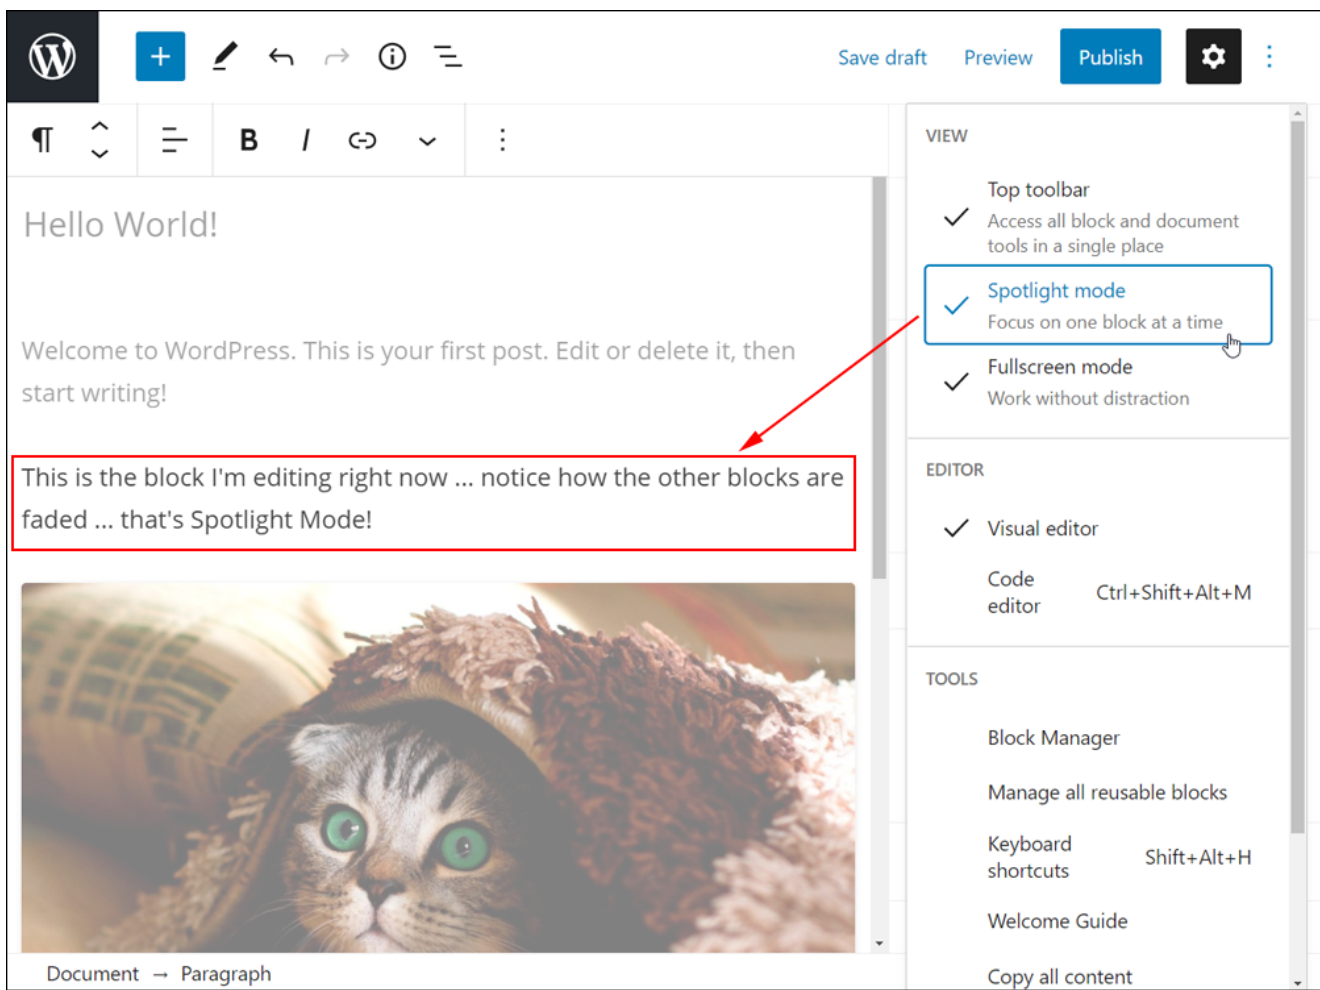 Save draft
Preview
Publish
B
I
Hello World!
Welcome to WordPress. This is your first post. Edit or delete it, then
start writing!
This is the block I'm editing right now ... notice how the other blocks are
faded ... that's Spotlight Mode!
Document → Paragraph
VIEW
Top toolbar
Access all block and document
tools in a single place
Spotlight mode
Focus on one block at a time
Fullscreen mode
Work without distraction
EDITOR
Visual editor
Code
editor
Ctrl+Shift+Alt+M
TOOLS
Block Manager
Manage all reusable blocks
Keyboard
shortcuts
Shift+Alt+H
Welcome Guide
Copy all content